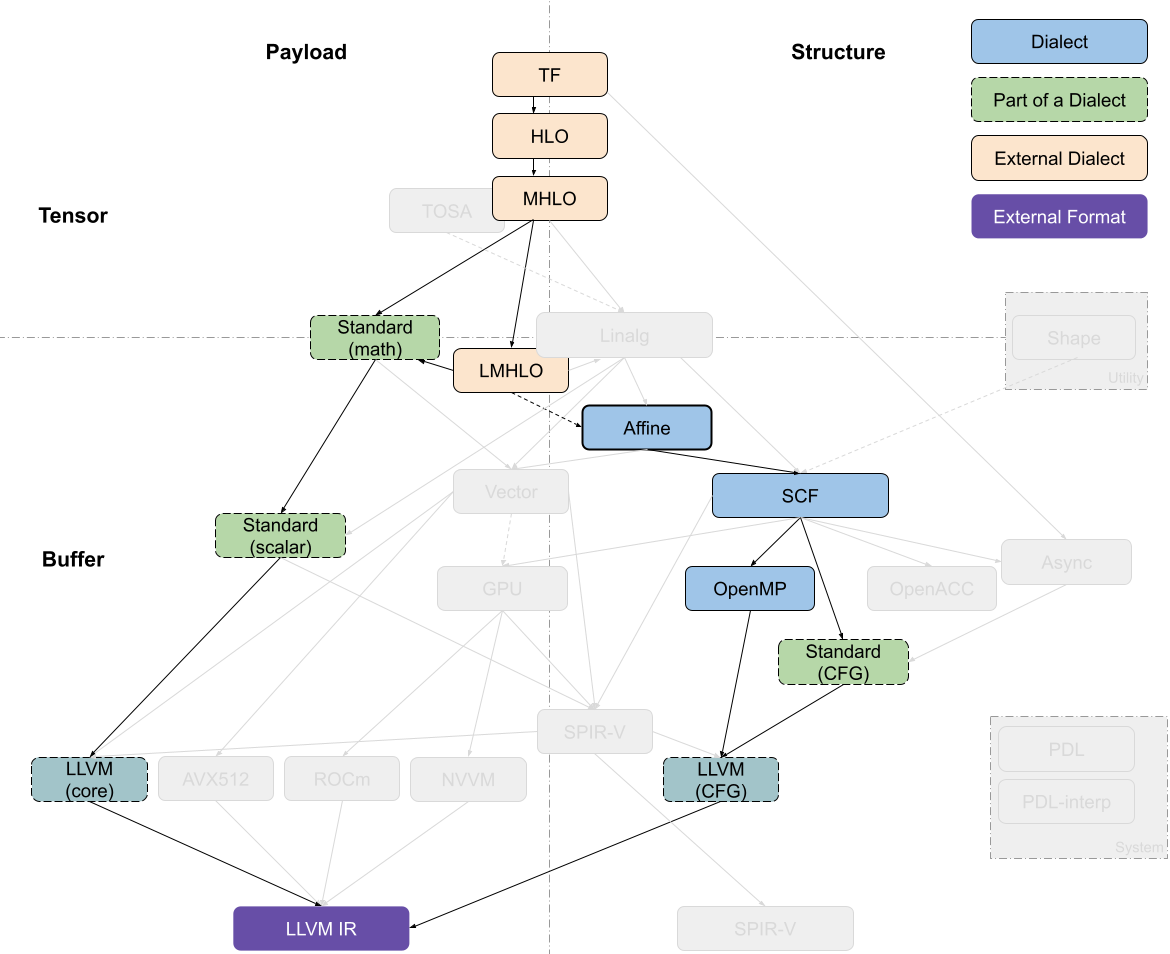 Payload
Structure
Dialect
Part of a Dialect
External Dialect
External Format
TF
HLO
MHLO
TOSA
Tensor
Standard
(math)
Linalg
Shape
Utility
LMHLO
Affine
Vector
SCF
Standard
(scalar)
Buffer
GPU
OpenMP
OpenACC
Async
Standard
(CFG)
SPIR-V
PDL
PDL-interp
System
LLVM
(core)
AVX512
ROCm
NVVM
LLVM
(CFG)
LLVM IR
SPIR-V